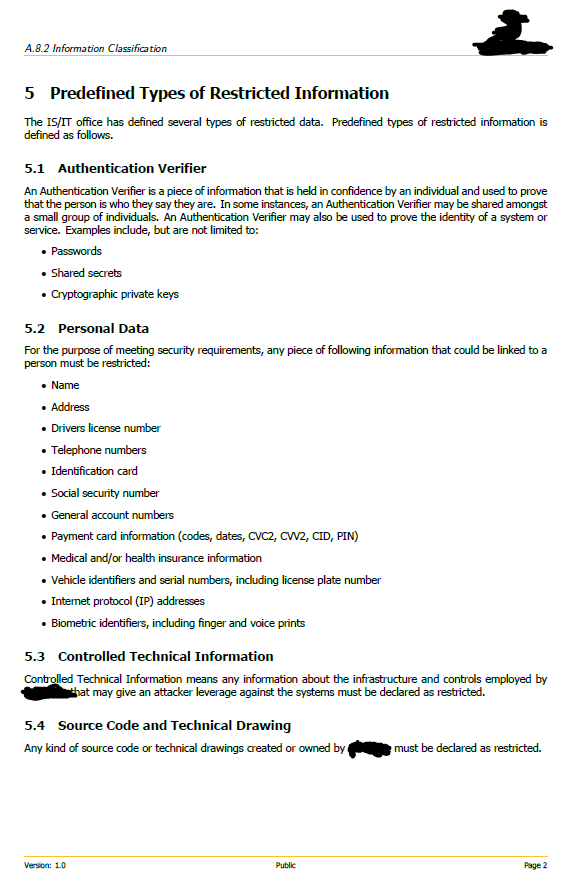 A.8.2 Information Classification
5 Predefined Types of Restricted Information
The IS/IT office has defined several types of restricted data. Predefined types of restricted information is
defined as follows.
5.1 Authentication Verifier
An Authentication Verifier is a piece of information that is held in confidence by an individual and used to prove
that the person is who they say they are. In some instances, an Authentication Verifier may be shared amongst
a small group of individuals. An Authentication Verifier may also be used to prove the identity of a system or
service. Examples include, but are not limited to:
• Passwords
• Shared secrets
• Cryptographic private keys
5.2 Personal Data
For the purpose of meeting security requirements, any piece of following information that could be linked to a
person must be restricted:
• Name
• Address
• Drivers license number
• Telephone numbers
• Identification card
• Social security number
• General account numbers
• Payment card information (codes, dates, CVC2, CVV2, CID, PIN)
• Medical and/or health insurance information
• Vehicle identifiers and serial numbers, including license plate number
• Internet protocol (IP) addresses
• Biometric identifiers, including finger and voice prints
5.3 Controlled Technical Information
Controlled Technical Information means any information about the infrastructure and controls employed by
that may give an attacker leverage against the systems must be declared as restricted.
5.4 Source Code and Technical Drawing
Any kind of source code or technical drawings created or owned by must be declared as restricted.
Version: 1.0 Public Page 2